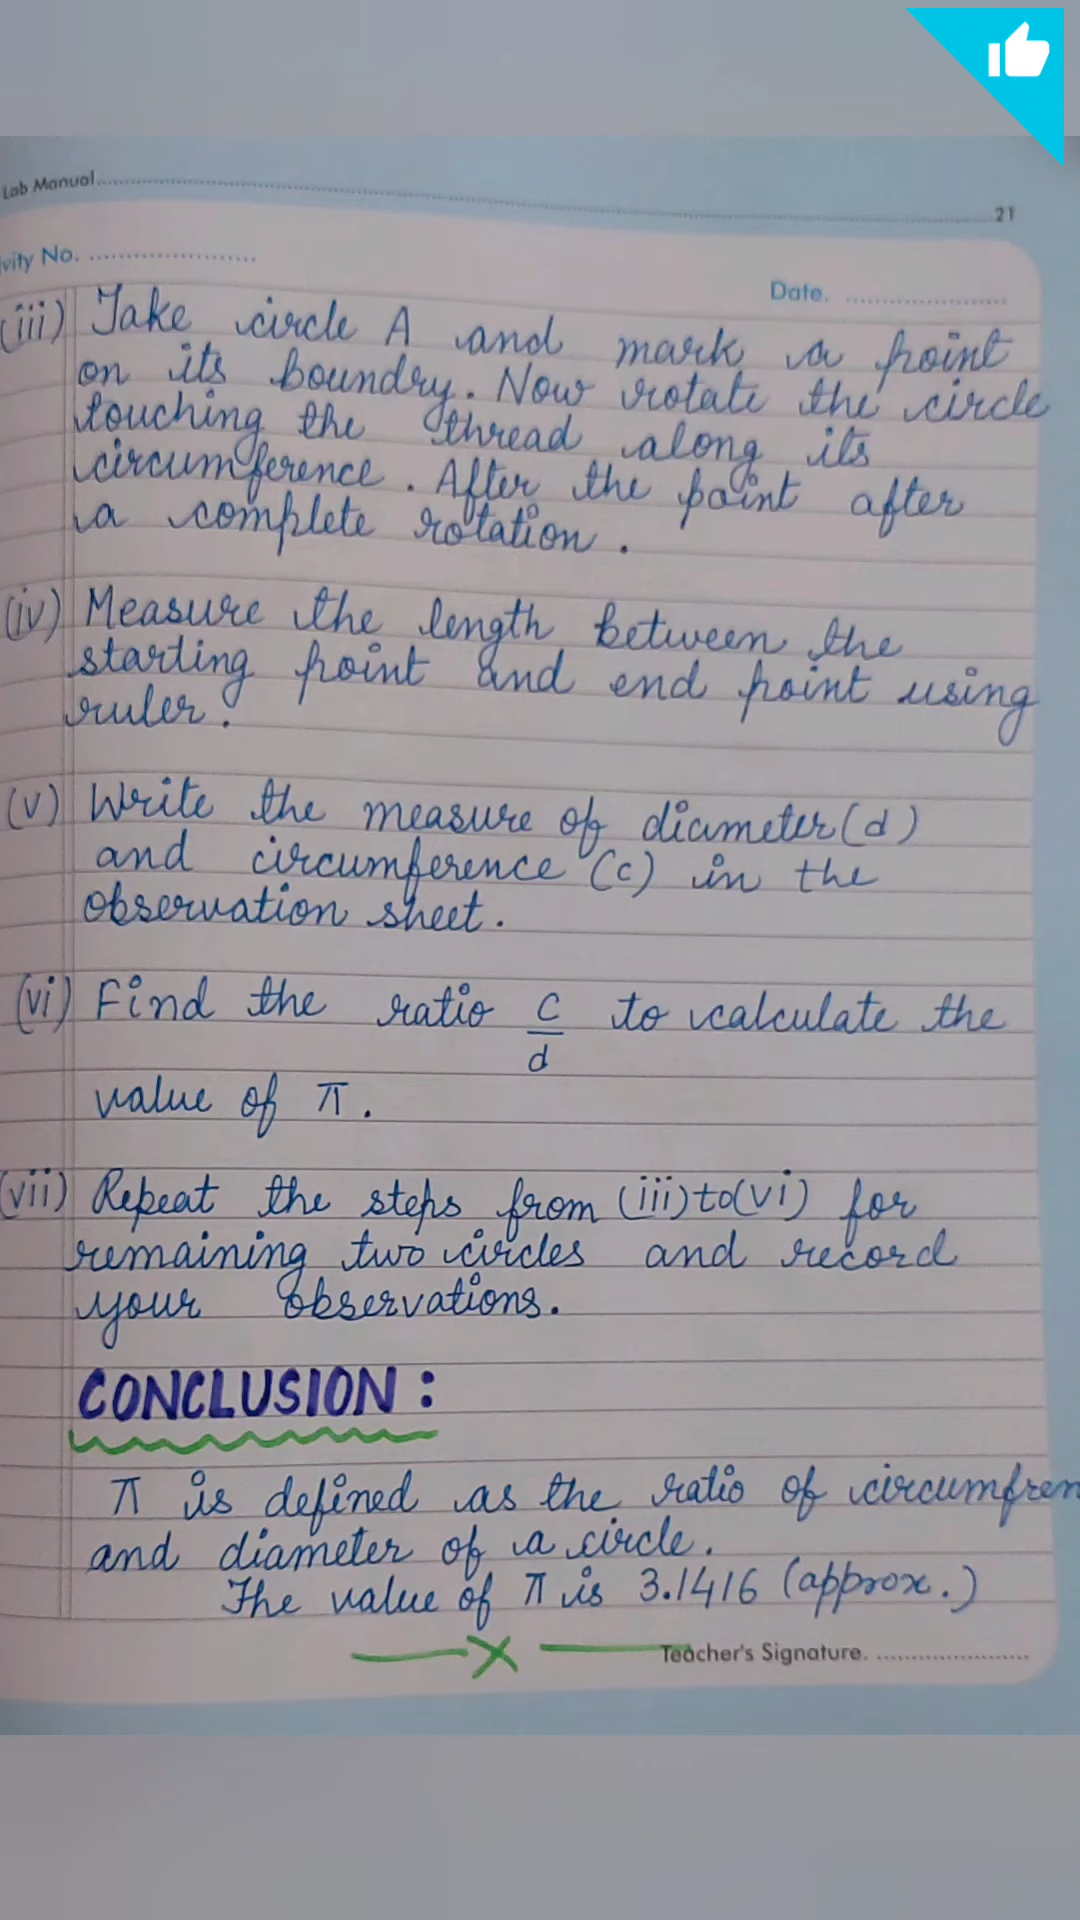 Lab Manual
21
vity No.
Date.
(iii) Take circle A and mark a point
on its boundry. Now rotate the circle
touching the thread along its
circumference. After the point after
a complete rotation.
(iv) Measure the length between the
starting point and end point using
ruler.
(v) Write the measure of diameter (d)
and circumference (c) in the
observation sheet.
(vi) Find the ratio C/d to calculate the
value of π.
(vii) Repeat the steps from (iii) to (vi) for
remaining two circles and record
your observations.
CONCLUSION :
π is defined as the ratio of circumfren
and diameter of a circle.
The value of π is 3.1416 (approx.)
Teacher's Signature.